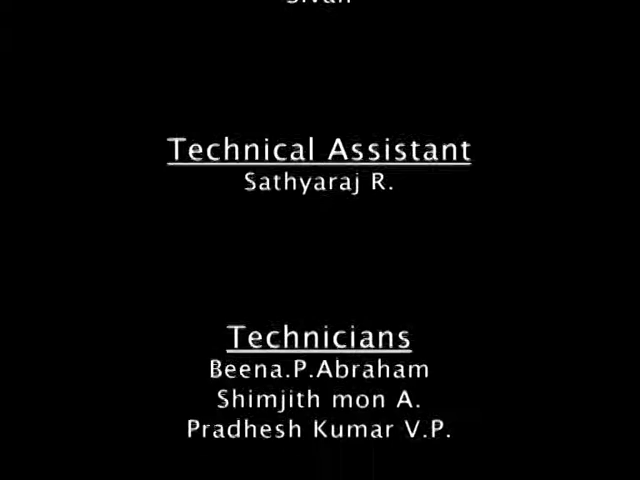 Technical Assistant
Sathyaraj R.
Technicians
Beena.P.Abraham
Shimjith mon A.
Pradhesh Kumar V.P.